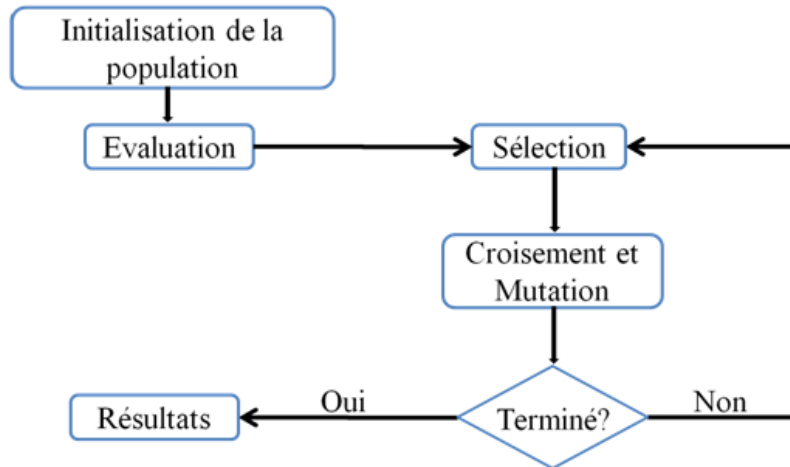 Initialisation de la
population
Evaluation
Sélection
Croisement et
Mutation
Terminé?
Oui
Non
Résultats